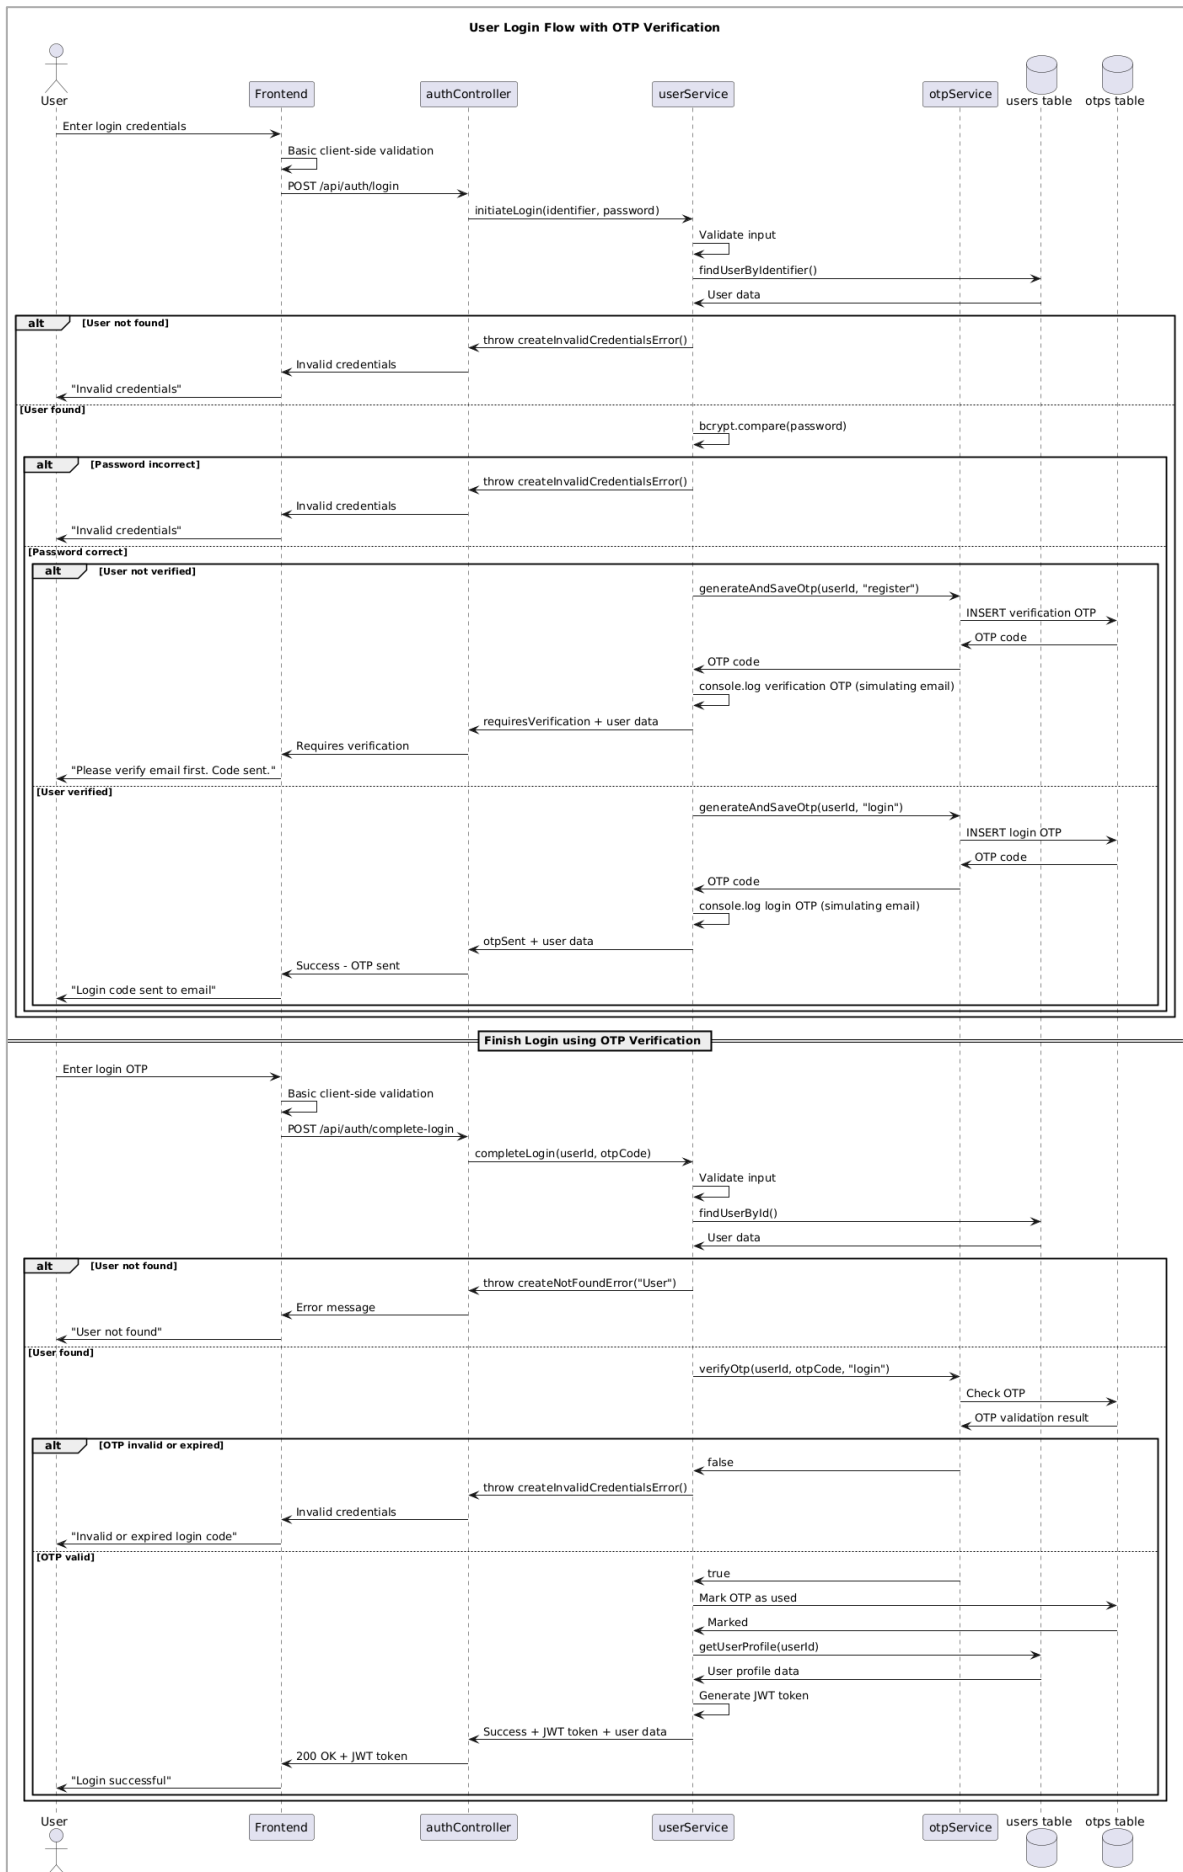 User Login Flow with OTP Verification
User
Frontend
authController
userService
otpService
users table
otps table
Enter login credentials
Basic client-side validation
POST /api/auth/login
initiateLogin(identifier, password)
Validate input
findUserByIdentifier()
User data
alt [User not found]
throw createInvalidCredentialsError()
Invalid credentials
"Invalid credentials"
[User found]
bcrypt.compare(password)
alt [Password incorrect]
throw createInvalidCredentialsError()
Invalid credentials
"Invalid credentials"
[Password correct]
alt [User not verified]
generateAndSaveOtp(userId, "register")
INSERT verification OTP
OTP code
OTP code
console.log verification OTP (simulating email)
requiresVerification + user data
Requires verification
"Please verify email first. Code sent."
[User verified]
generateAndSaveOtp(userId, "login")
INSERT login OTP
OTP code
OTP code
console.log login OTP (simulating email)
otpSent + user data
Success - OTP sent
"Login code sent to email"
Finish Login using OTP Verification
Enter login OTP
Basic client-side validation
POST /api/auth/complete-login
completeLogin(userId, otpCode)
Validate input
findUserById()
User data
alt [User not found]
throw createNotFoundError("User")
Error message
"User not found"
[User found]
verifyOtp(userId, otpCode, "login")
Check OTP
OTP validation result
alt [OTP invalid or expired]
false
throw createInvalidCredentialsError()
Invalid credentials
"Invalid or expired login code"
[OTP valid]
true
Mark OTP as used
Marked
getUserProfile(userId)
User profile data
Generate JWT token
Success + JWT token + user data
200 OK + JWT token
"Login successful"
User
Frontend
authController
userService
otpService
users table
otps table